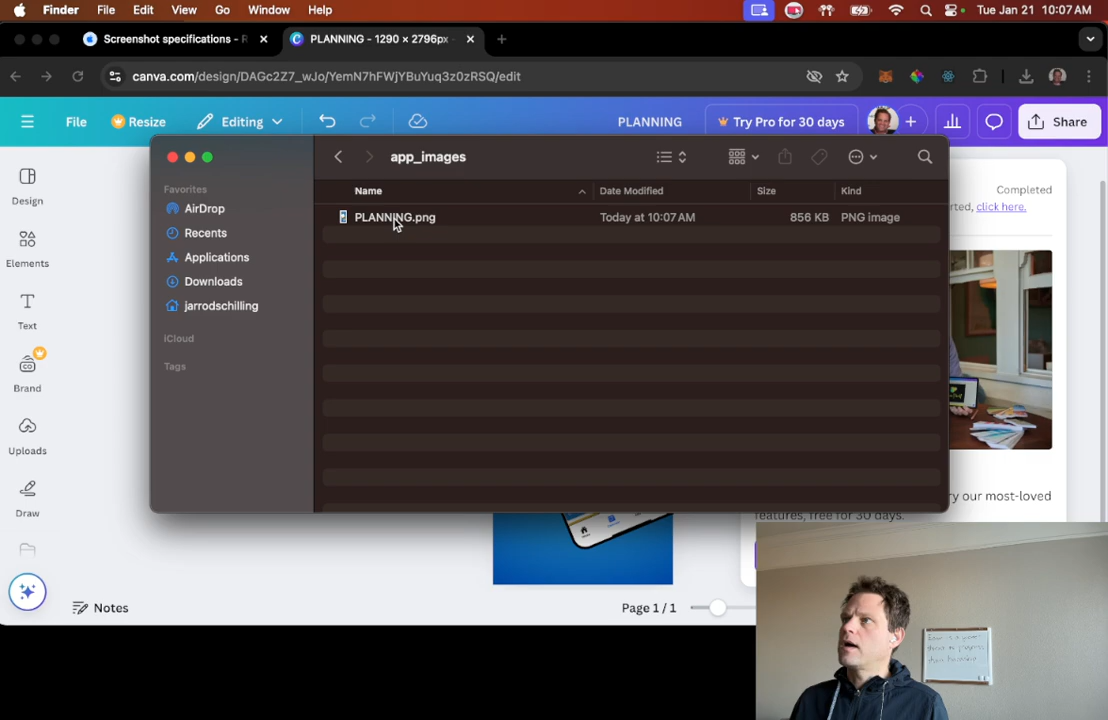 Finder File Edit View Go Window Help Tue Jan 21 10:07 AM
Screenshot specifications - R PLANNING - 1290 × 2796px
canva.com/design/DAGc2Z7_wJo/YemN7hFWjYBuYuq3z0zRSQ/edit
File Resize Editing PLANNING Try Pro for 30 days Share
app_images
Name Date Modified Size Kind
PLANNING.png Today at 10:07 AM 856 KB PNG image
Favorites
AirDrop
Recents
Applications
Downloads
jarrodschilling
iCloud
Tags
Design
Elements
Text
Brand
Uploads
Draw
Completed
rted, click here.
ry our most-loved
features, free for 30 days.
Notes Page 1 / 1